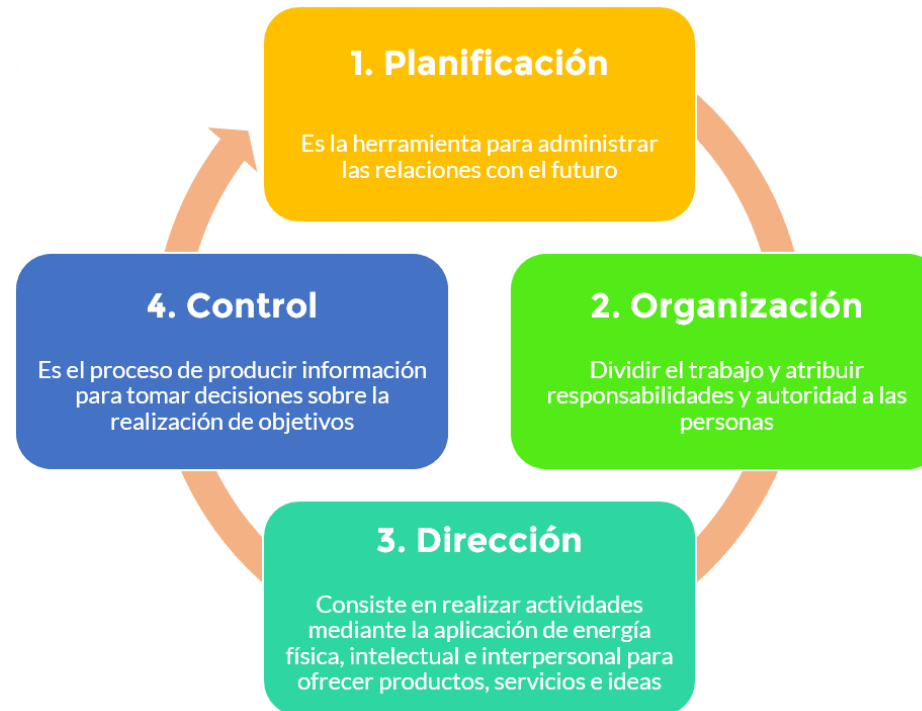 1. Planificación
Es la herramienta para administrar
las relaciones con el futuro
2. Organización
Dividir el trabajo y atribuir
responsabilidades y autoridad a las
personas
3. Dirección
Consiste en realizar actividades
mediante la aplicación de energía
física, intelectual e interpersonal para
ofrecer productos, servicios e ideas
4. Control
Es el proceso de producir información
para tomar decisiones sobre la
realización de objetivos